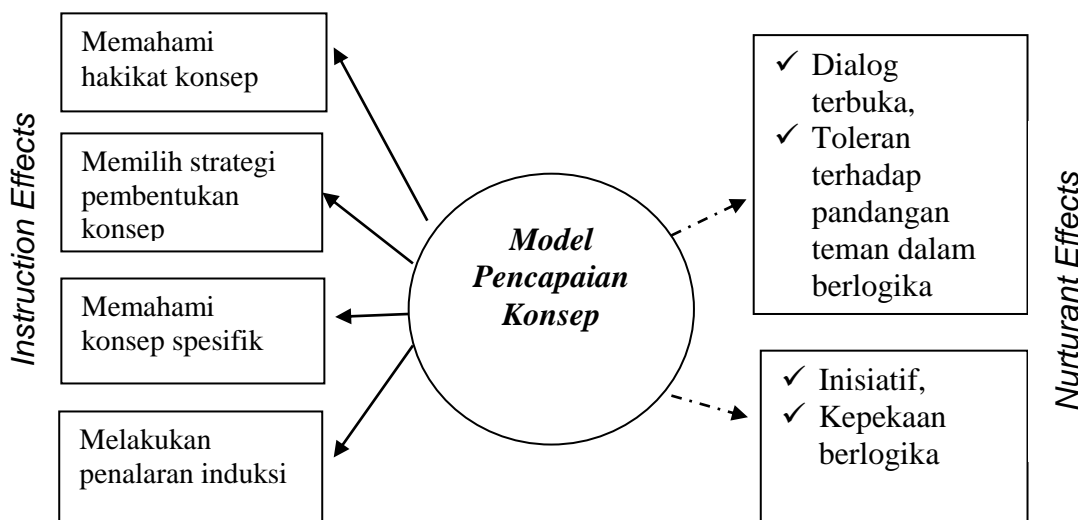 Instruction Effects
Memahami
hakikat konsep
Memilih strategi
pembentukan
konsep
Memahami
konsep spesifik
Melakukan
penalaran induksi
Model
Pencapaian
Konsep
✓ Dialog
terbuka,
✓ Toleran
terhadap
pandangan
teman dalam
berlogika
✓ Inisiatif,
✓ Kepekaan
berlogika
Nurturant Effects